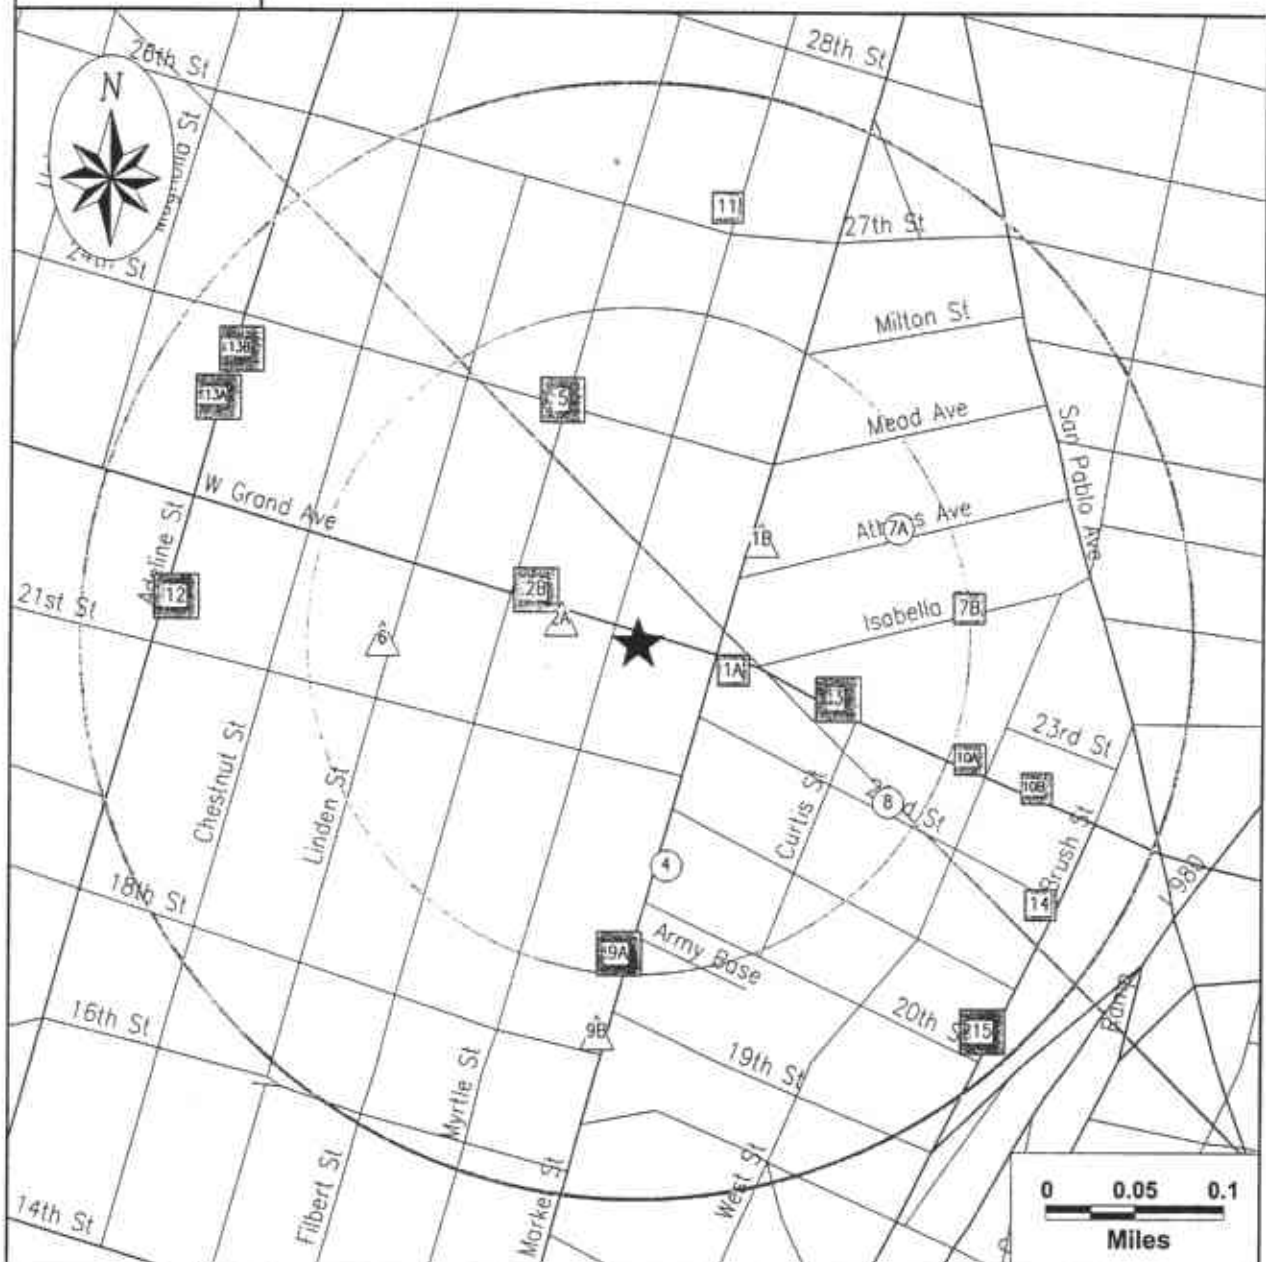 26th St
28th St
N
Magnolia St
11
27th St
24th St
Milton St
13B
13A
5
Mead Ave
San Pablo Ave
W Grand Ave
1B
7A
Adeline St
12
2B
2A
Isabella
7B
21st St
6
1A
3
23rd St
10A
10B
Chestnut St
Linden St
Curtis St
8
Brush St
4
14
I 980
18th St
9A
Army Base
16th St
9B
20th
15
Ramp
19th St
Myrtle St
Filbert St
Market St
West St
14th St
0 0.05 0.1
Miles